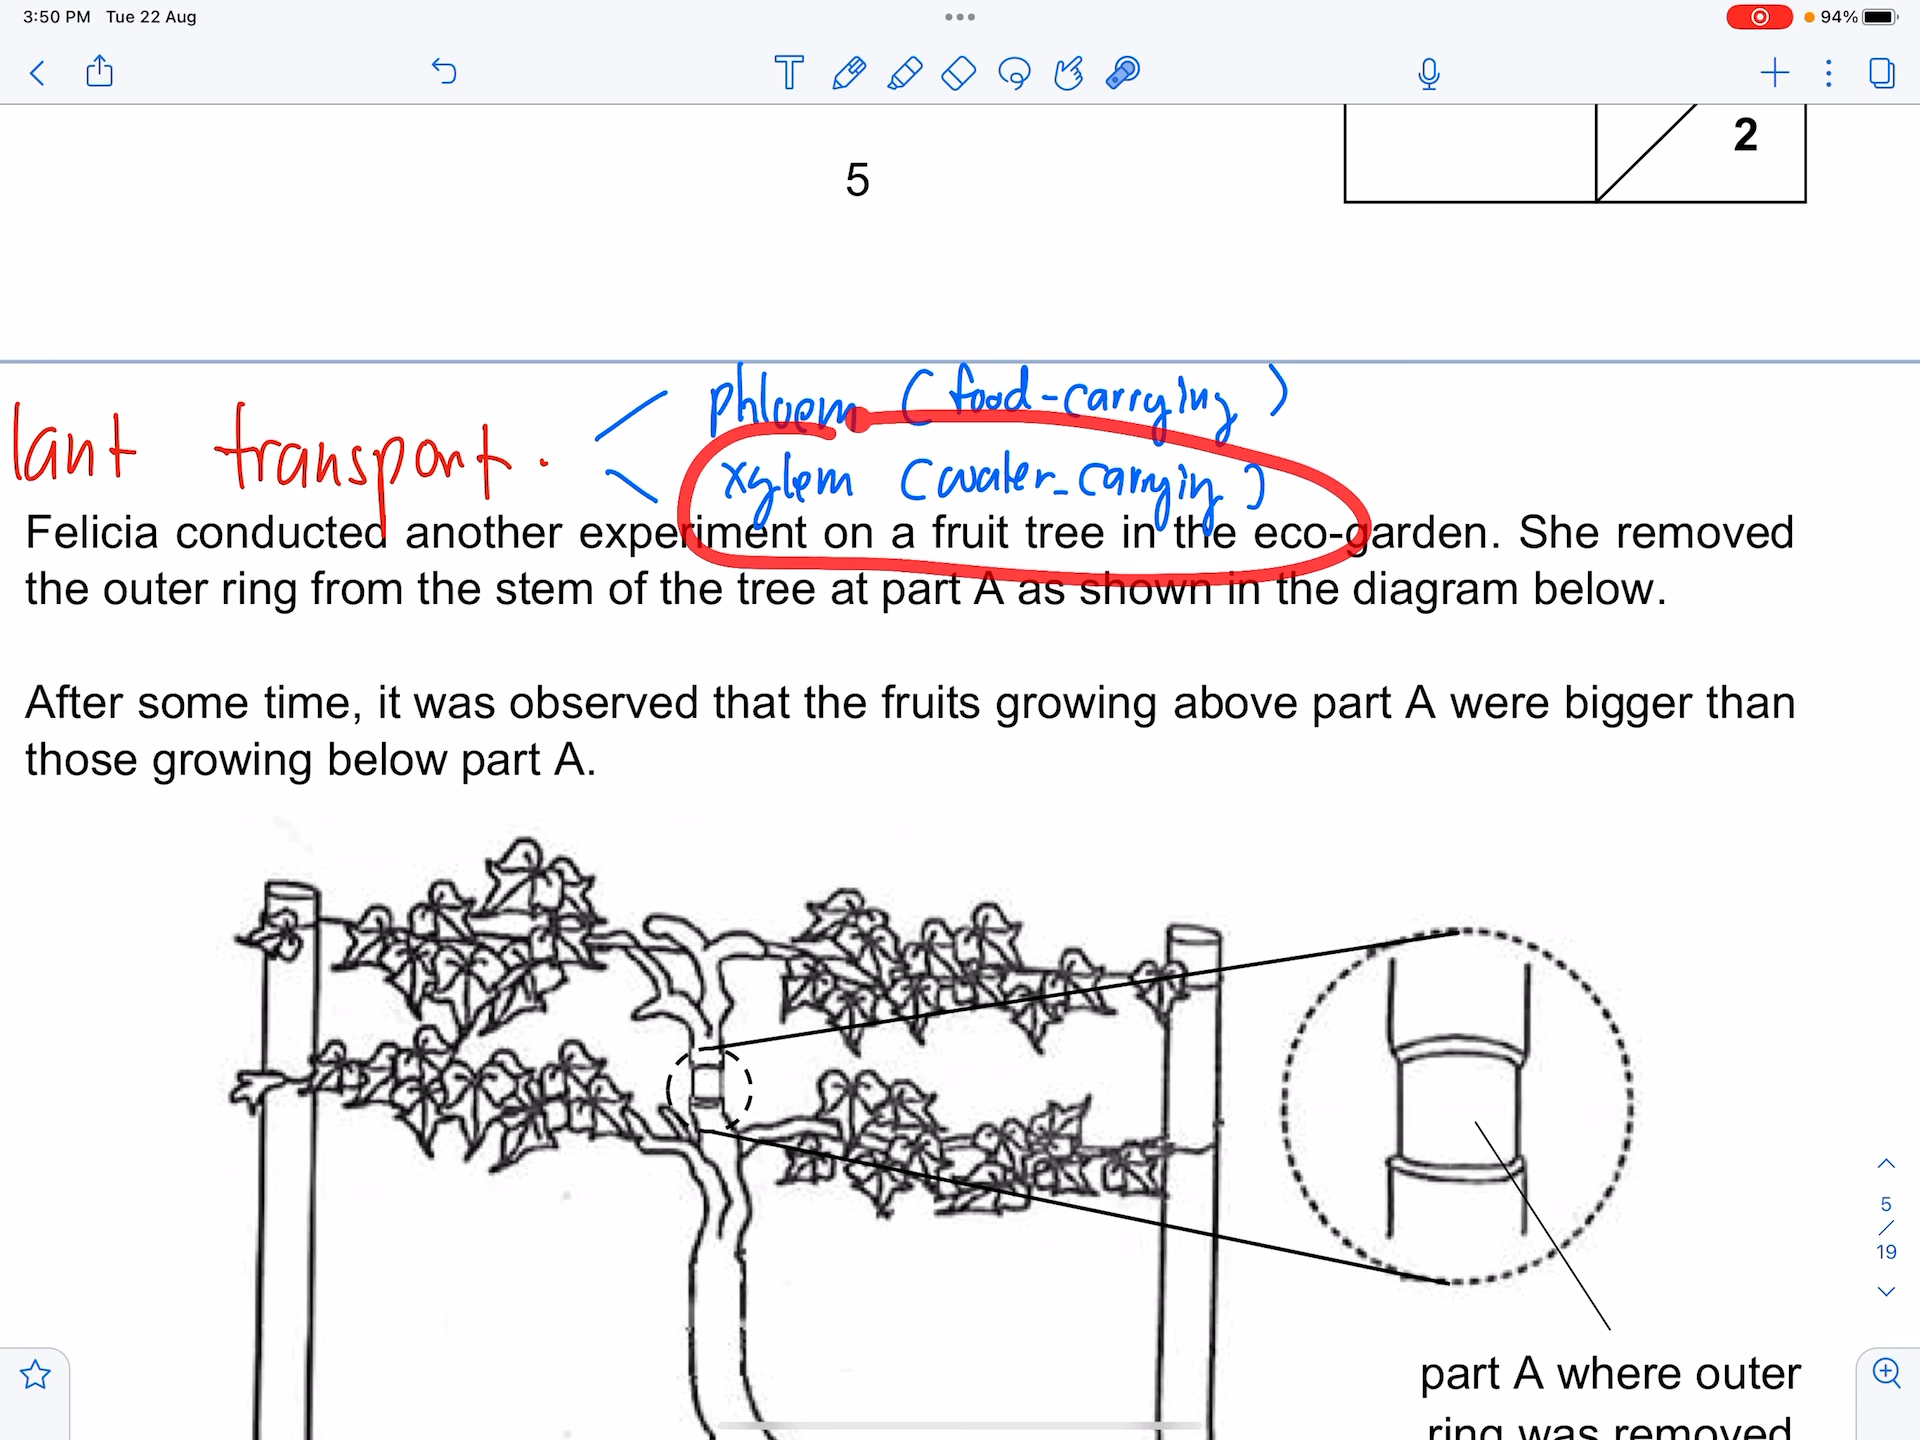 3:50 PM Tue 22 Aug
94%
2
5
phloem (food-carrying)
lant transport.
xylem (water-carrying)
Felicia conducted another experiment on a fruit tree in the eco-garden. She removed
the outer ring from the stem of the tree at part A as shown in the diagram below.
After some time, it was observed that the fruits growing above part A were bigger than
those growing below part A.
5
19
part A where outer
ring was removed